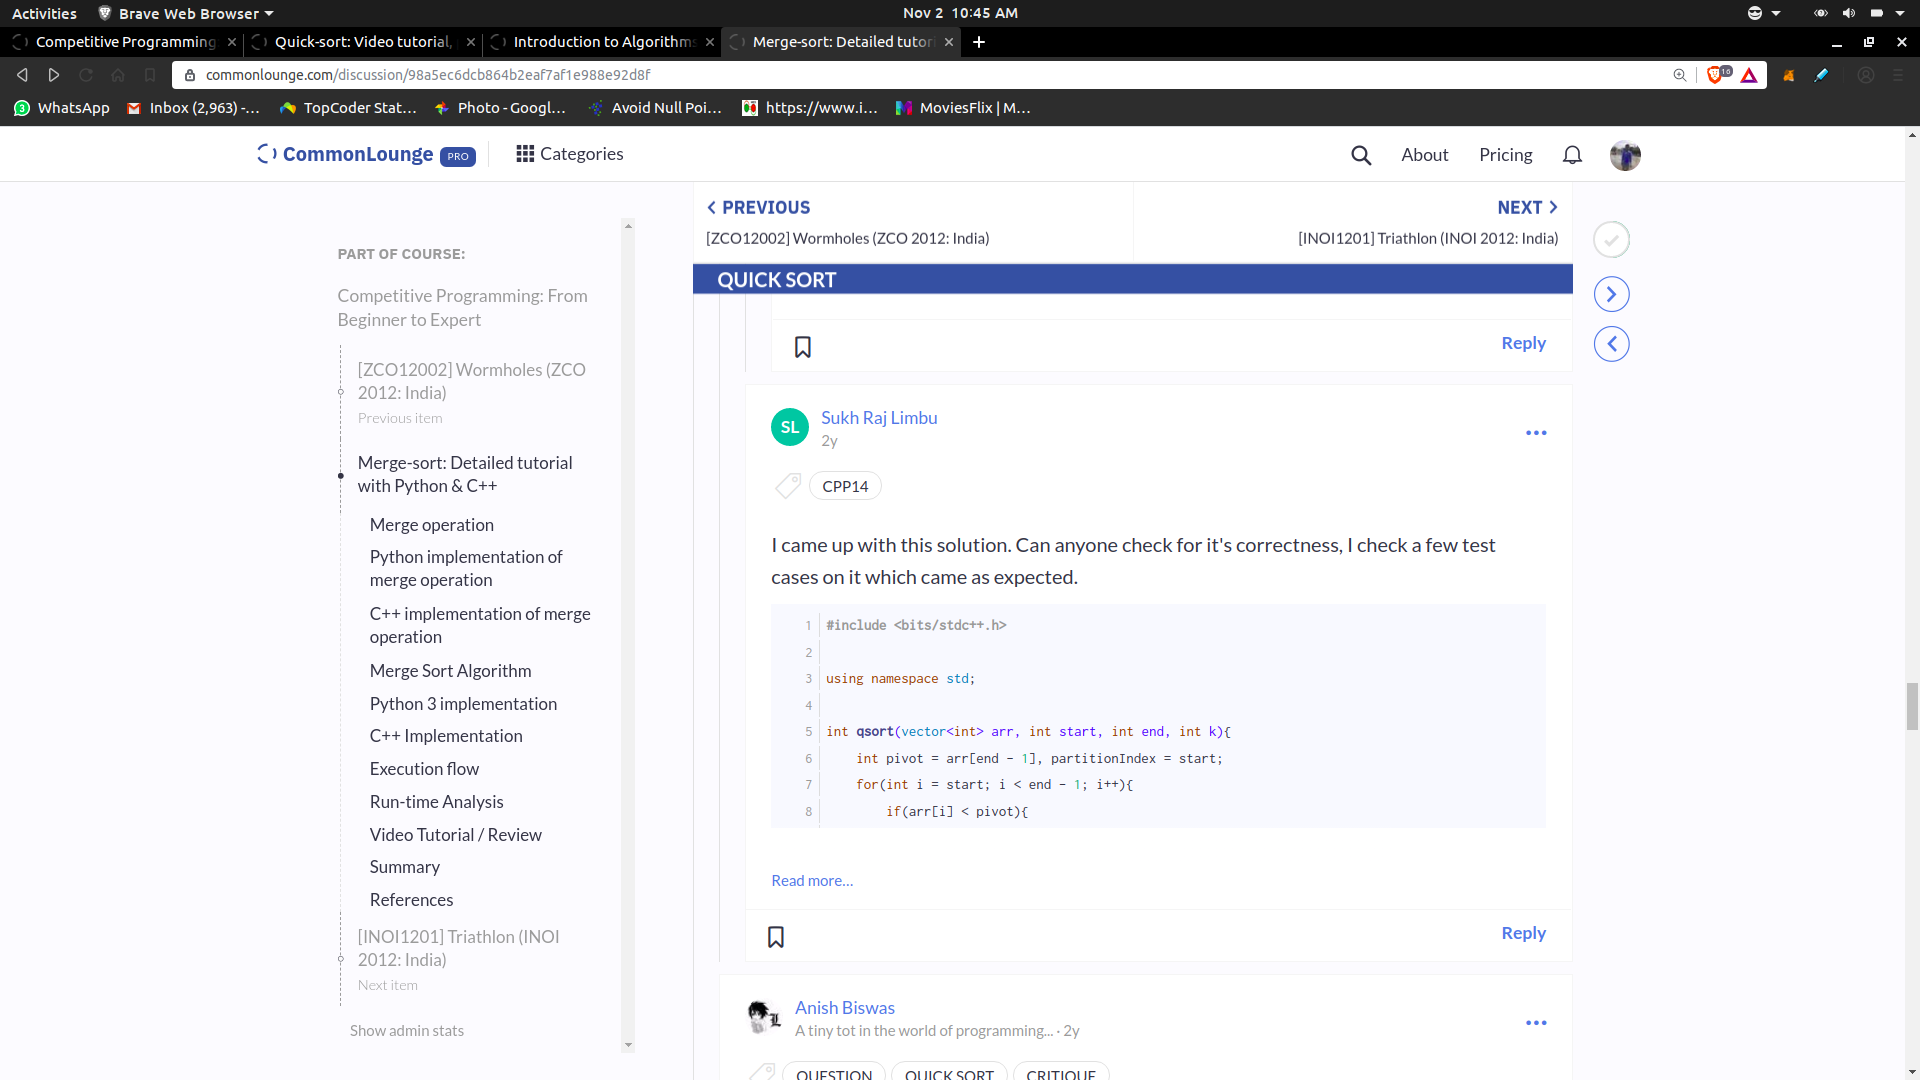 Activities
Brave Web Browser
Nov 2 10:45 AM
Competitive Programming
Quick-sort: Video tutorial,
Introduction to Algorithms
Merge-sort: Detailed tutori
commonlounge.com/discussion/98a5ec6dcb864b2eaf7af1e988e92d8f
16
3
WhatsApp
Inbox (2,963) -...
TopCoder Stat...
Photo - Googl...
Avoid Null Poi...
https://www.i...
MoviesFlix | M...
CommonLounge PRO
Categories
About
Pricing
PREVIOUS
NEXT
[ZCO12002] Wormholes (ZCO 2012: India)
[INOI1201] Triathlon (INOI 2012: India)
QUICK SORT
PART OF COURSE:
Competitive Programming: From
Beginner to Expert
[ZCO12002] Wormholes (ZCO
2012: India)
Previous item
Merge-sort: Detailed tutorial
with Python & C++
Merge operation
Python implementation of
merge operation
C++ implementation of merge
operation
Merge Sort Algorithm
Python 3 implementation
C++ Implementation
Execution flow
Run-time Analysis
Video Tutorial / Review
Summary
References
[INOI1201] Triathlon (INOI
2012: India)
Next item
Show admin stats
Reply
SL
Sukh Raj Limbu
2y
CPP14
I came up with this solution. Can anyone check for it's correctness, I check a few test
cases on it which came as expected.
1 #include <bits/stdc++.h>
2
3 using namespace std;
4
5 int qsort(vector<int> arr, int start, int end, int k){
6 int pivot = arr[end - 1], partitionIndex = start;
7 for(int i = start; i < end - 1; i++){
8 if(arr[i] < pivot){
Read more...
Reply
Anish Biswas
A tiny tot in the world of programming... · 2y
QUESTION
QUICK SORT
CRITIQUE